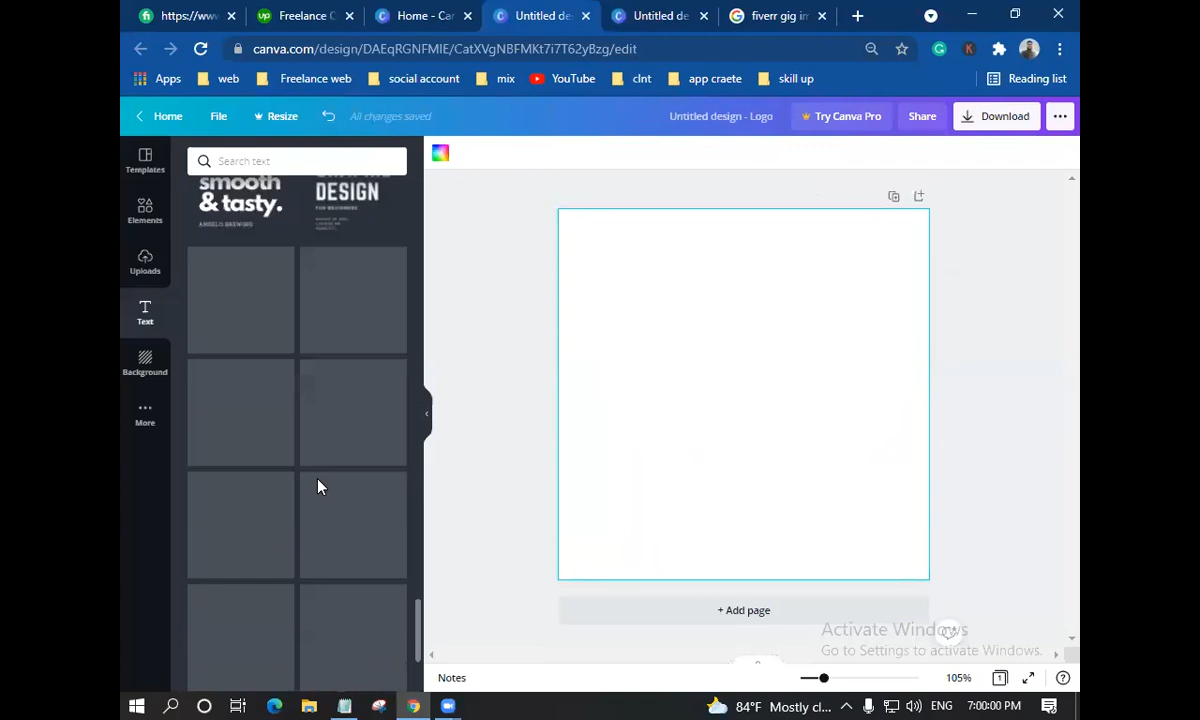 https://www
Freelance C
Home - Car
Untitled de
Untitled de
fiverr gig im
canva.com/design/DAEqRGNFMIE/CatXVgNBFMKt7i7T62yBzg/edit
Apps
web
Freelance web
social account
mix
YouTube
clnt
app craete
skill up
Reading list
Home
File
Resize
All changes saved
Untitled design - Logo
Try Canva Pro
Share
Download
Templates
Elements
Uploads
Text
Background
More
Search text
smooth
& tasty.
DESIGN
FOR BEGINNERS
+ Add page
Activate Windows
Go to Settings to activate Windows.
Notes
105%
1
84°F Mostly cl...
ENG
7:00:00 PM